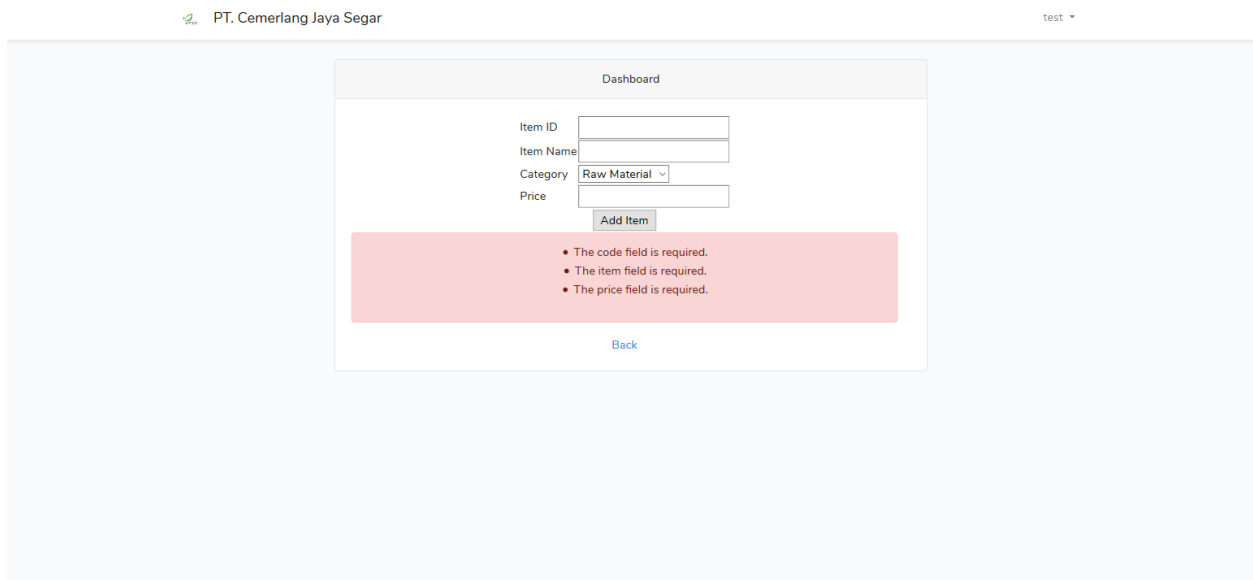 PT. Cemerlang Jaya Segar
test
Dashboard
Item ID
Item Name
Category Raw Material
Price
Add Item
• The code field is required.
• The item field is required.
• The price field is required.
Back